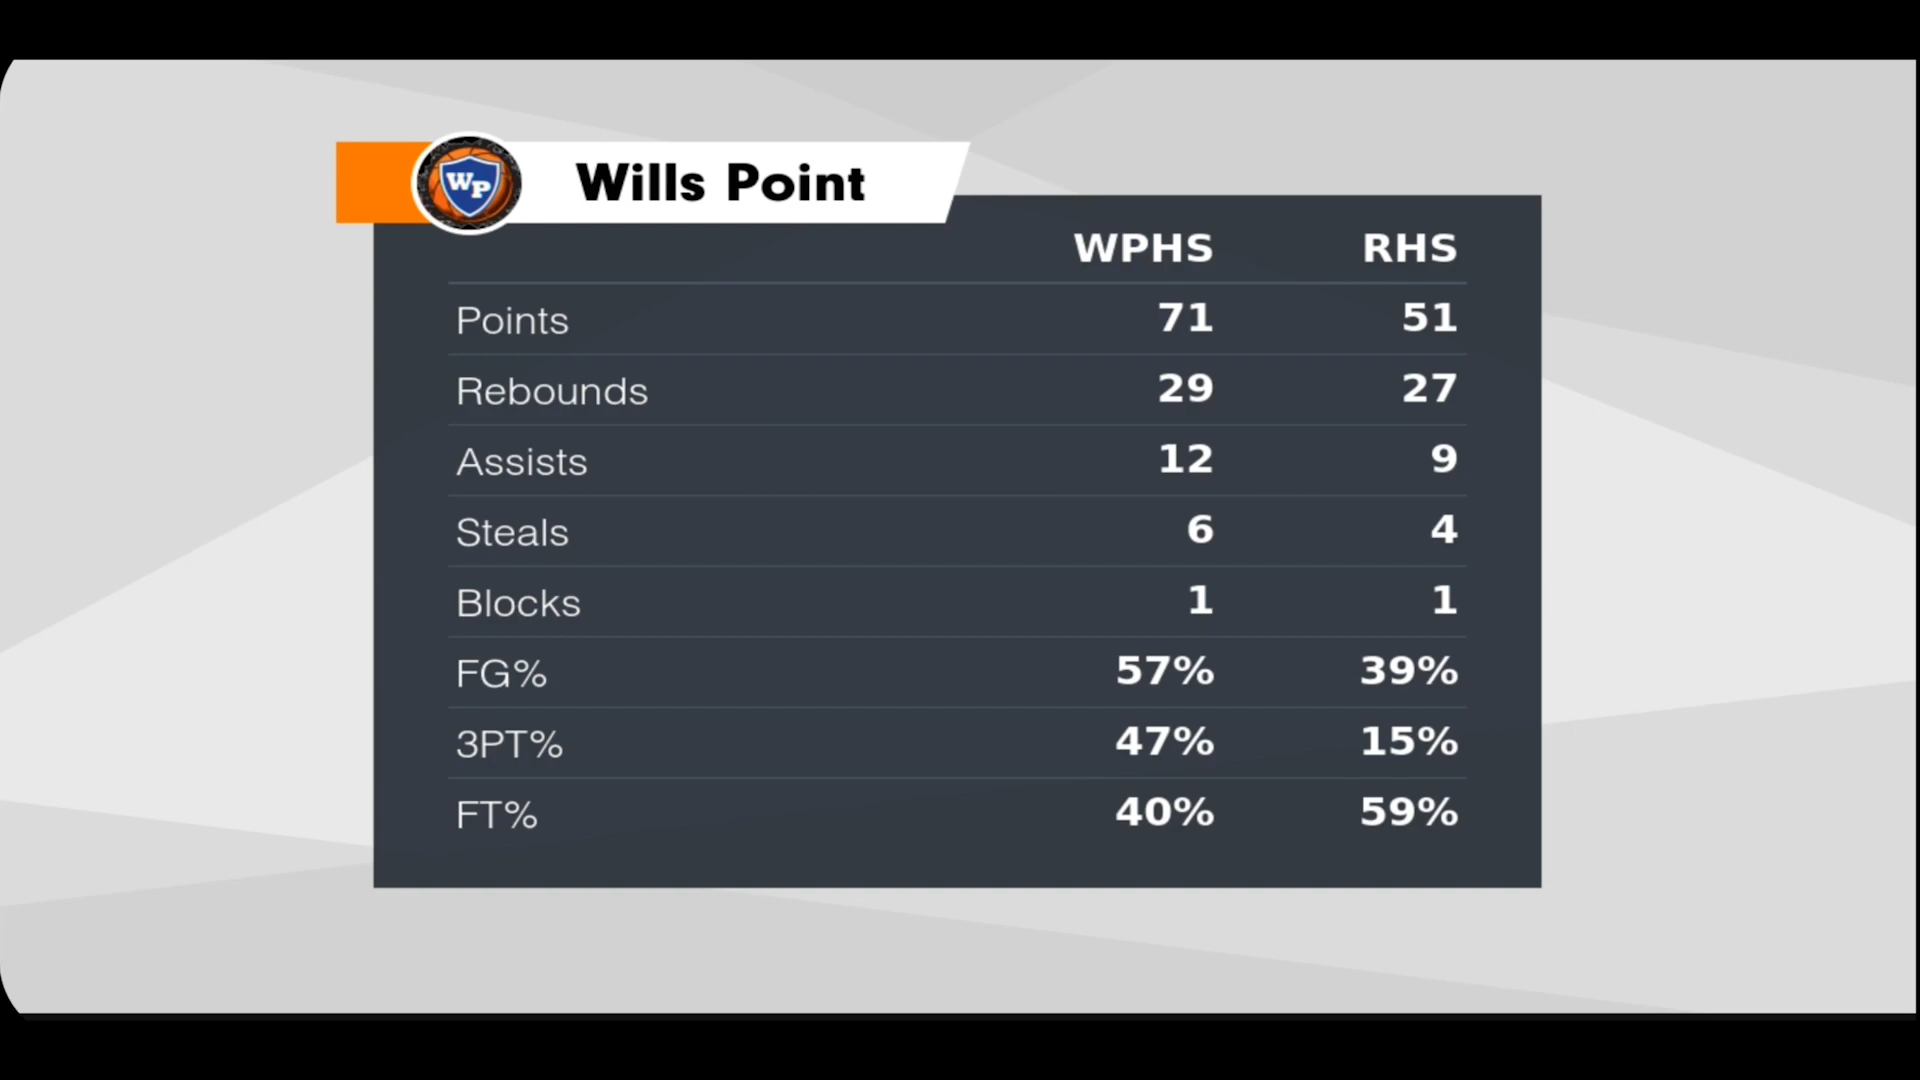 WP
Wills Point
WPHS RHS
Points 71 51
Rebounds 29 27
Assists 12 9
Steals 6 4
Blocks 1 1
FG% 57% 39%
3PT% 47% 15%
FT% 40% 59%